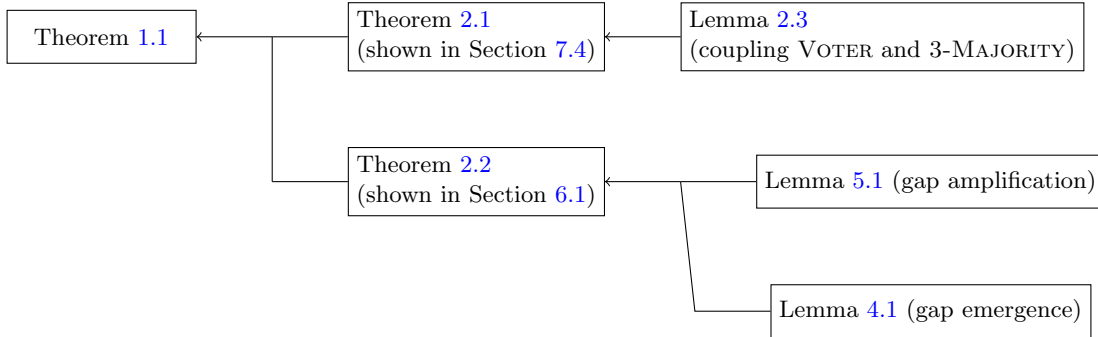 Theorem 1.1
Theorem 2.1
(shown in Section 7.4)
Lemma 2.3
(coupling VOTER and 3-MAJORITY)
Theorem 2.2
(shown in Section 6.1)
Lemma 5.1 (gap amplification)
Lemma 4.1 (gap emergence)